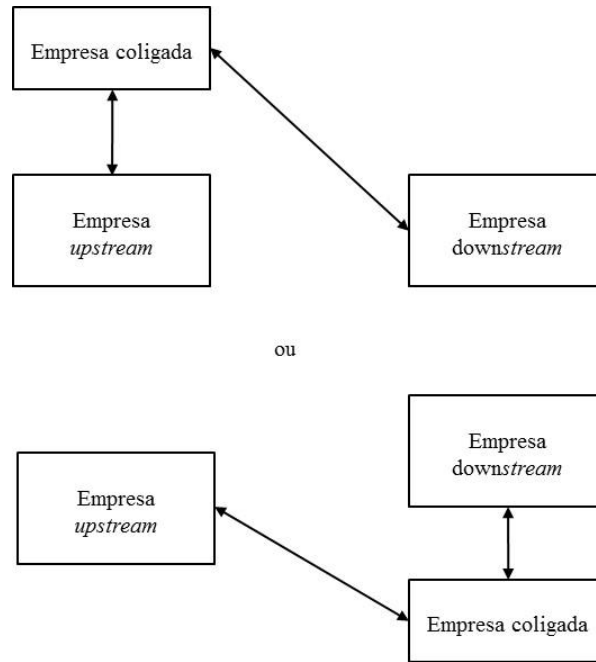 Empresa coligada
Empresa
upstream
Empresa
downstream
ou
Empresa
downstream
Empresa
upstream
Empresa coligada